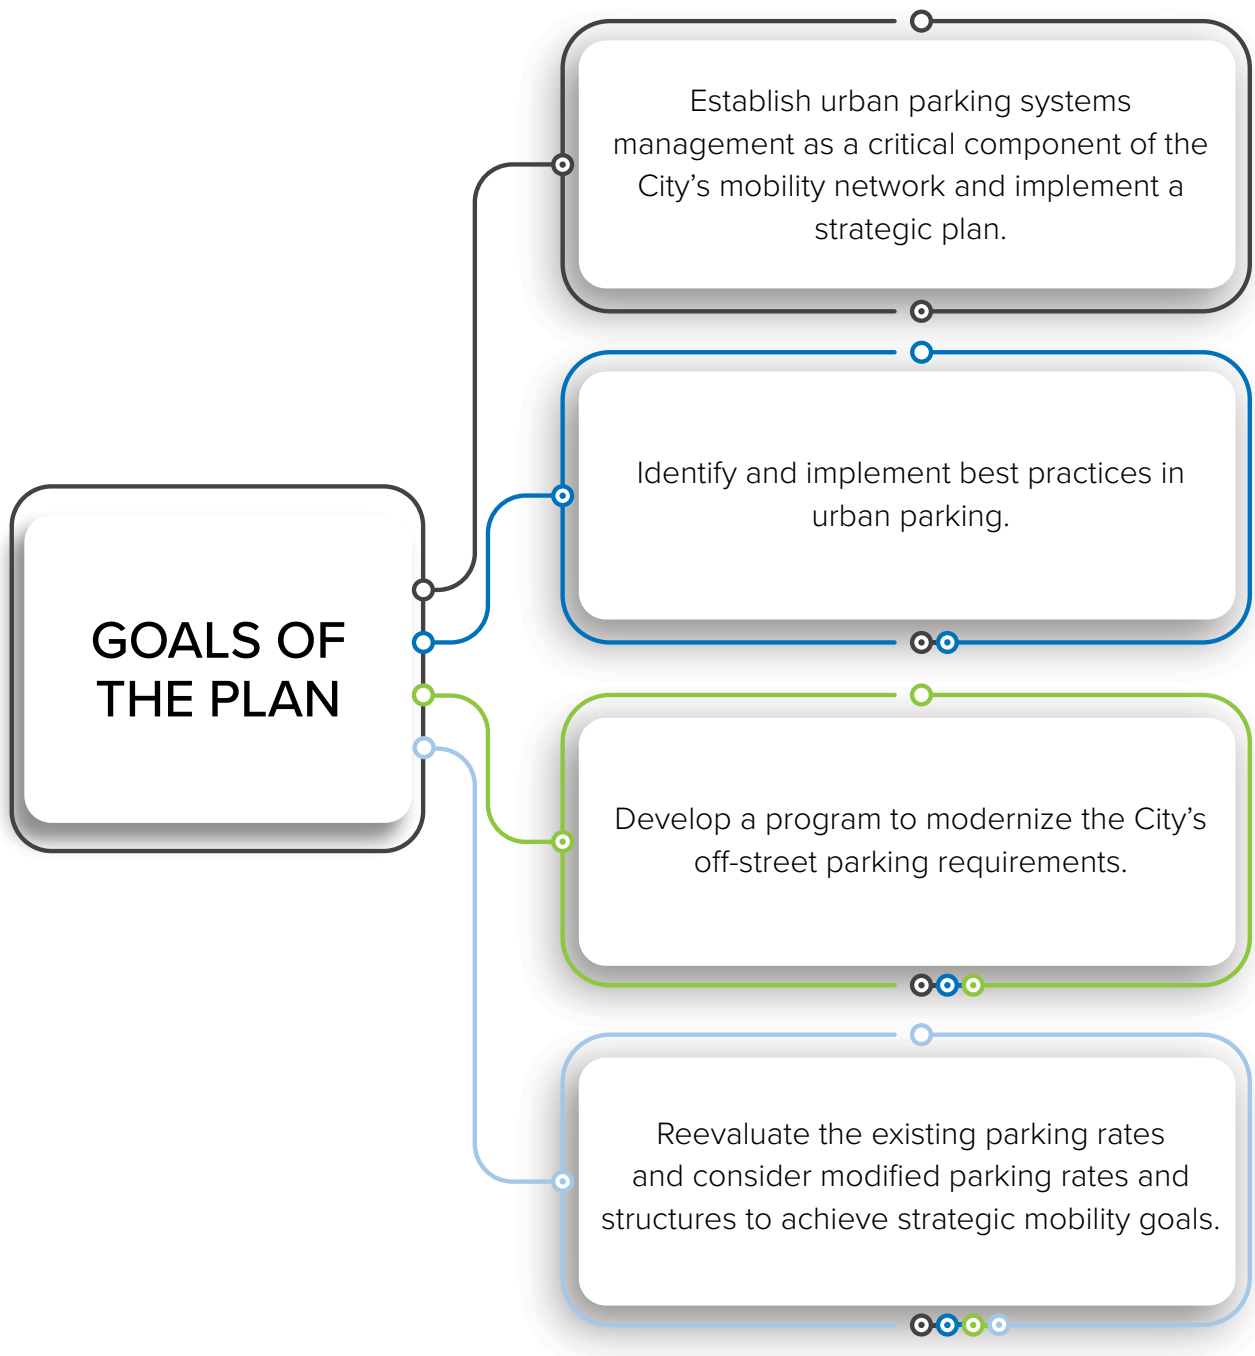 GOALS OF
THE PLAN
Establish urban parking systems
management as a critical component of the
City’s mobility network and implement a
strategic plan.
Identify and implement best practices in
urban parking.
Develop a program to modernize the City’s
off-street parking requirements.
Reevaluate the existing parking rates
and consider modified parking rates and
structures to achieve strategic mobility goals.